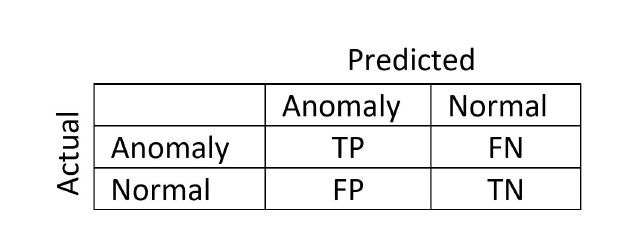 Predicted
Actual
Anomaly Normal
Anomaly TP FN
Normal FP TN